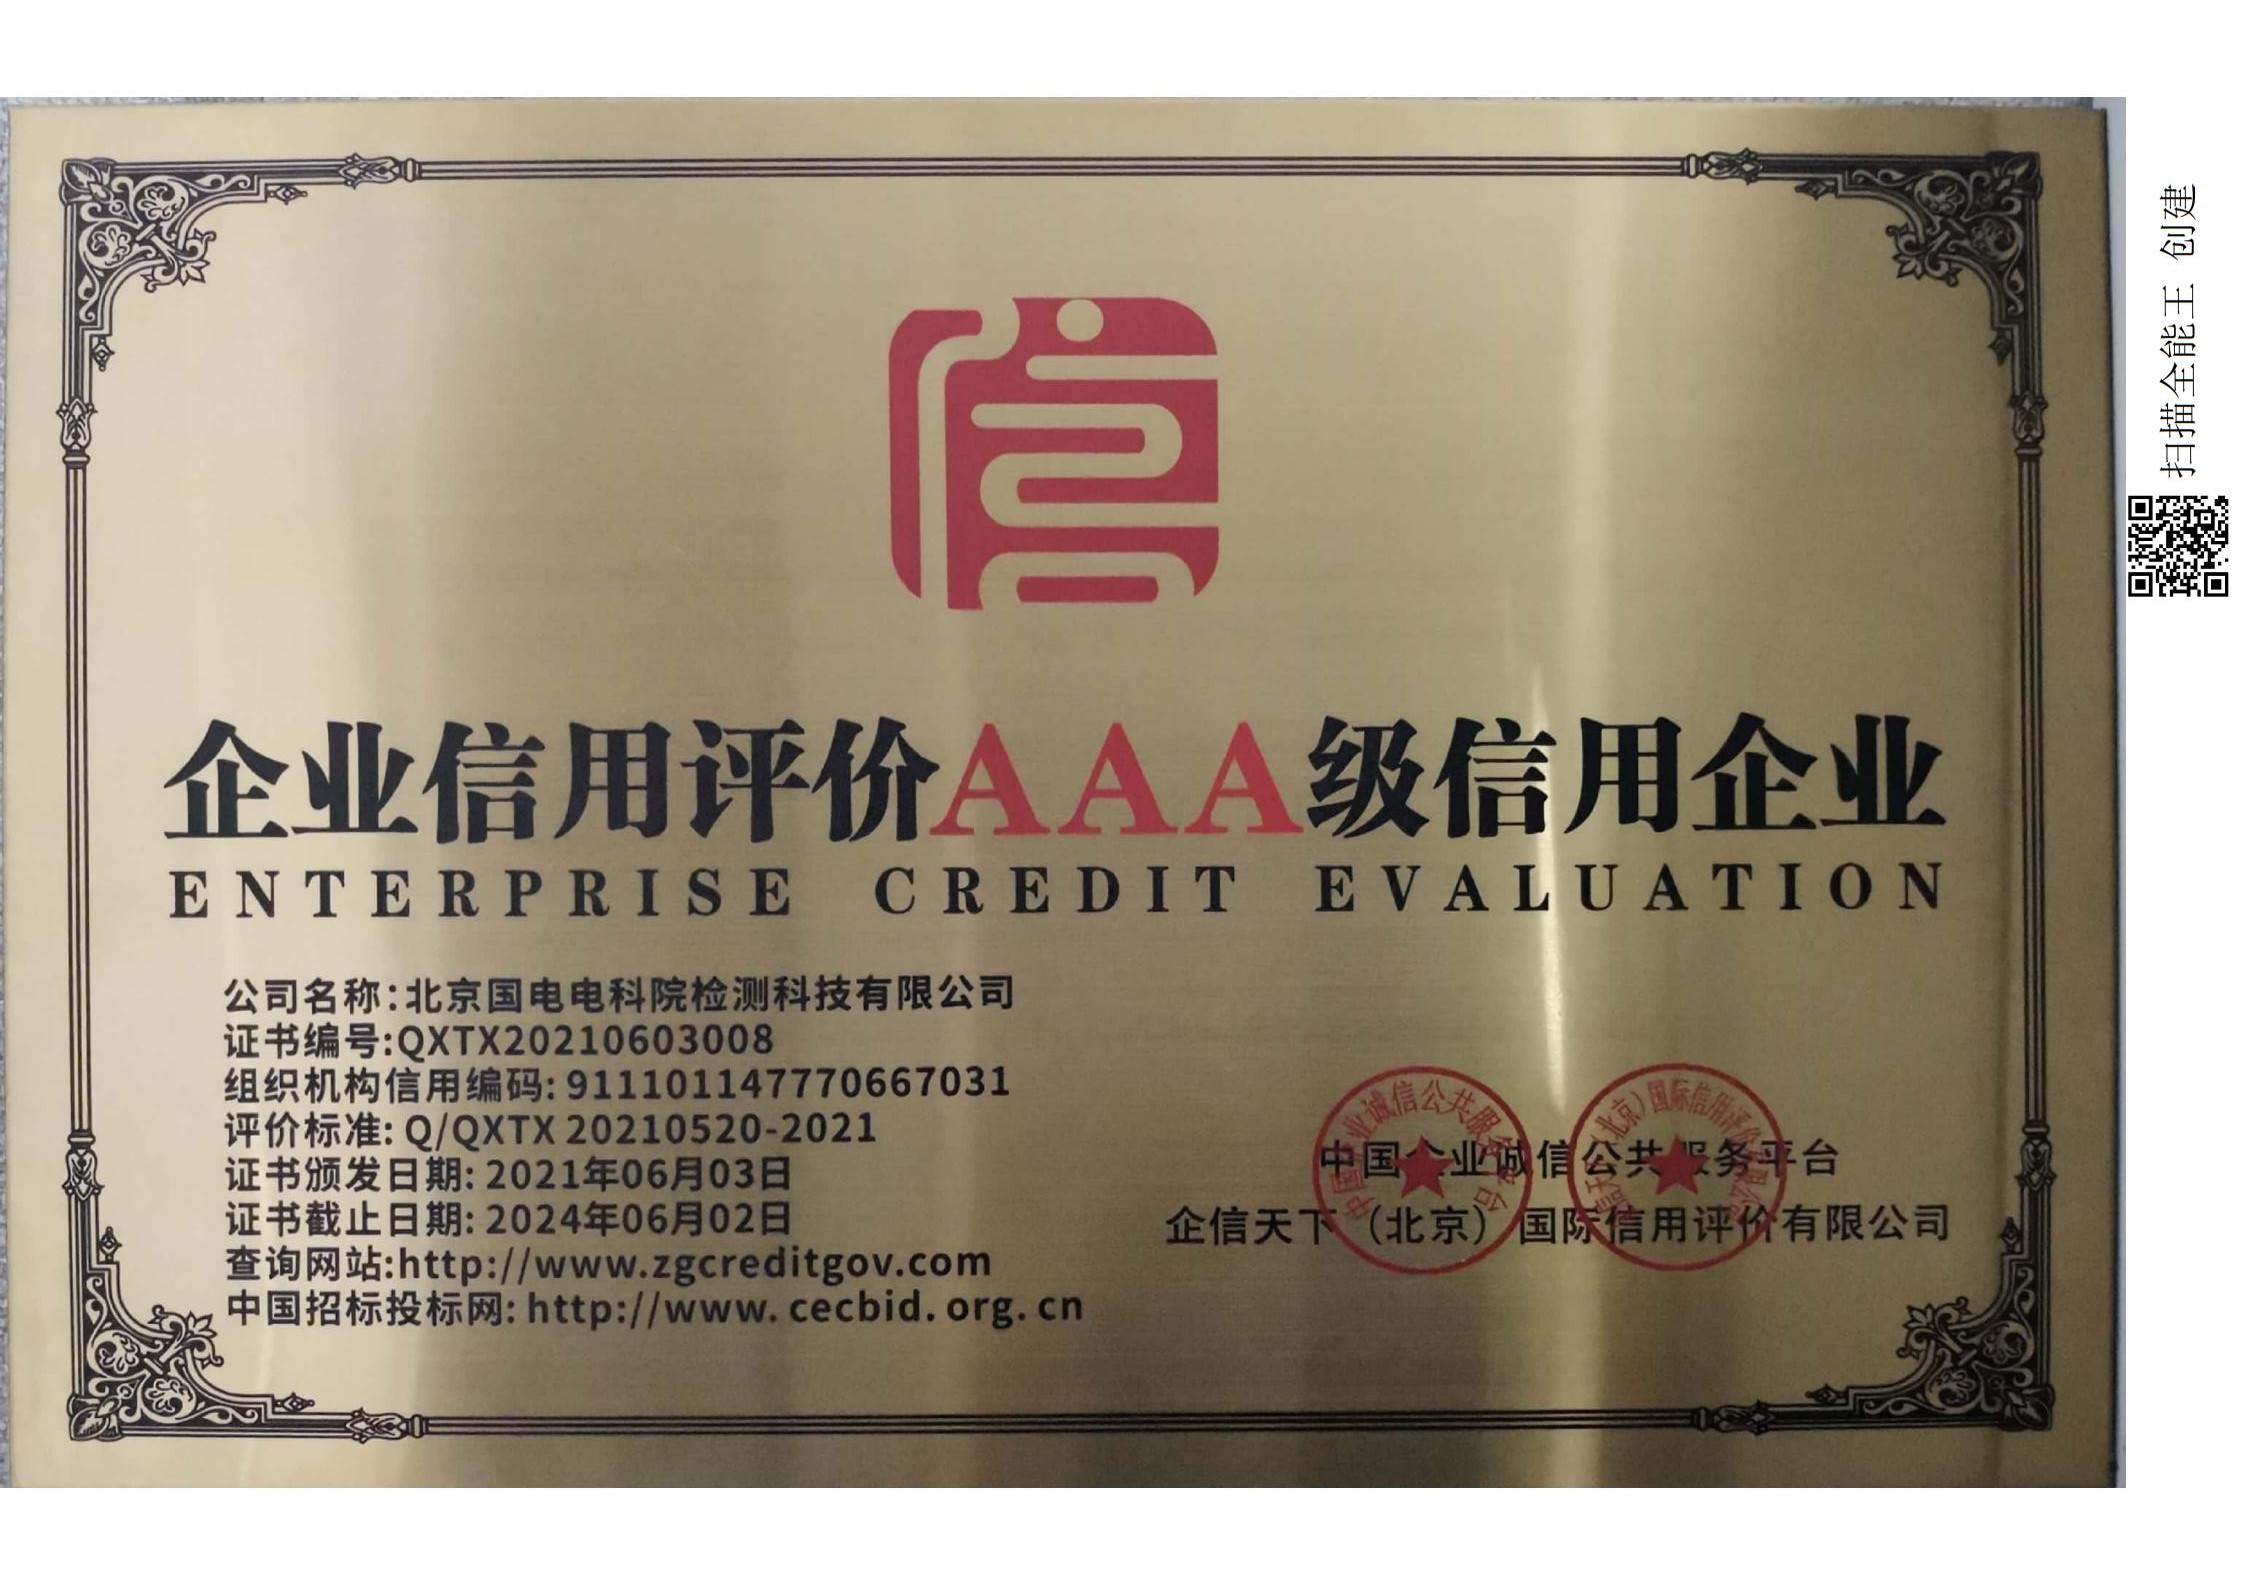 企业信用评价AAA级信用企业
ENTERPRISE CREDIT EVALUATION
公司名称:北京国电电科院检测科技有限公司
证书编号:QXTX20210603008
组织机构信用编码: 911101147770667031
评价标准: Q/QXTX 20210520-2021
证书颁发日期: 2021年06月03日
证书截止日期: 2024年06月02日
查询网站:http://www.zgcreditgov.com
中国招标投标网: http://www.cecbid.org.cn
中国企业诚信公共服务平台
企信天下（北京）国际信用评价有限公司
扫描全能王 创建